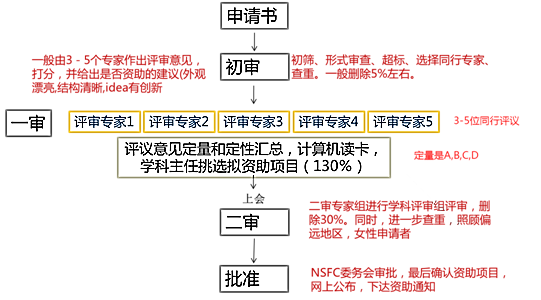 申请书
一般由3-5个专家作出评审意见,
打分，并给出是否资助的建议(外观
漂亮,结构清晰,idea有创新
初审
初筛、形式审查、超标、选择同行专家、
查重。一般删除5%左右。
一审
评审专家1 评审专家2 评审专家3 评审专家4 评审专家5
3-5位同行评议
评议意见定量和定性汇总，计算机读卡，
学科主任挑选拟资助项目（130%）
定量是A,B,C,D
上会
二审
二审专家组进行学科评审组评审，删
除30%。同时，进一步查重，照顾偏
远地区，女性申请者
批准
NSFC委务会审批，最后确认资助项目，
网上公布，下达资助通知